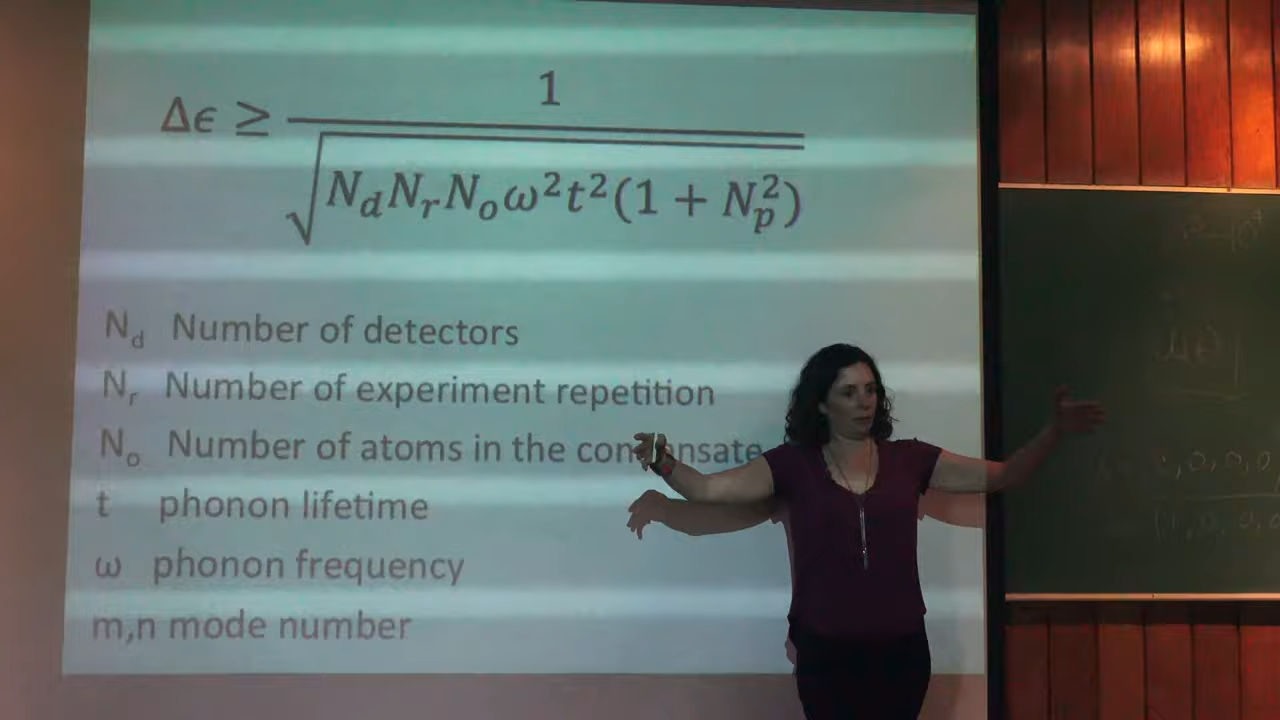 Δϵ ≥ 1 / √(N_d N_r N_o ω² t² (1 + N_p²))
N_d Number of detectors
N_r Number of experiment repetition
N_o Number of atoms in the condensate
t phonon lifetime
ω phonon frequency
m,n mode number